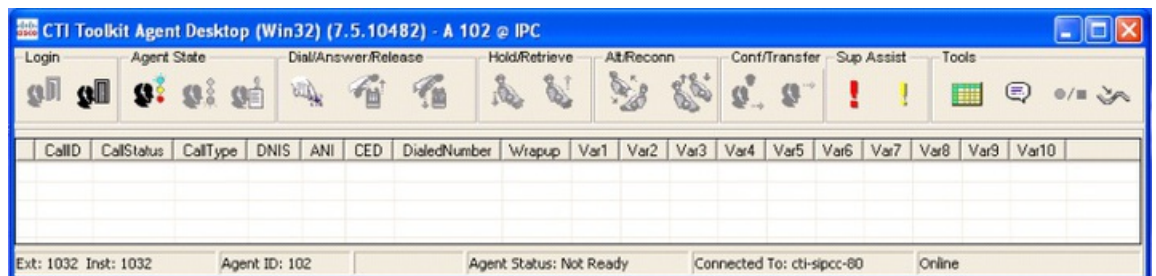 CTI Toolkit Agent Desktop (Win32) (7.5.10482) - A 102 @ IPC
Login Agent State Dial/Answer/Release Hold/Retrieve Alt/Reconn Conf/Transfer Sup Assist Tools
CallID CallStatus CallType DNIS ANI CED DialedNumber Wrapup Var1 Var2 Var3 Var4 Var5 Var6 Var7 Var8 Var9 Var10
Ext: 1032 Inst: 1032 Agent ID: 102 Agent Status: Not Ready Connected To: cti-sipcc-80 Online